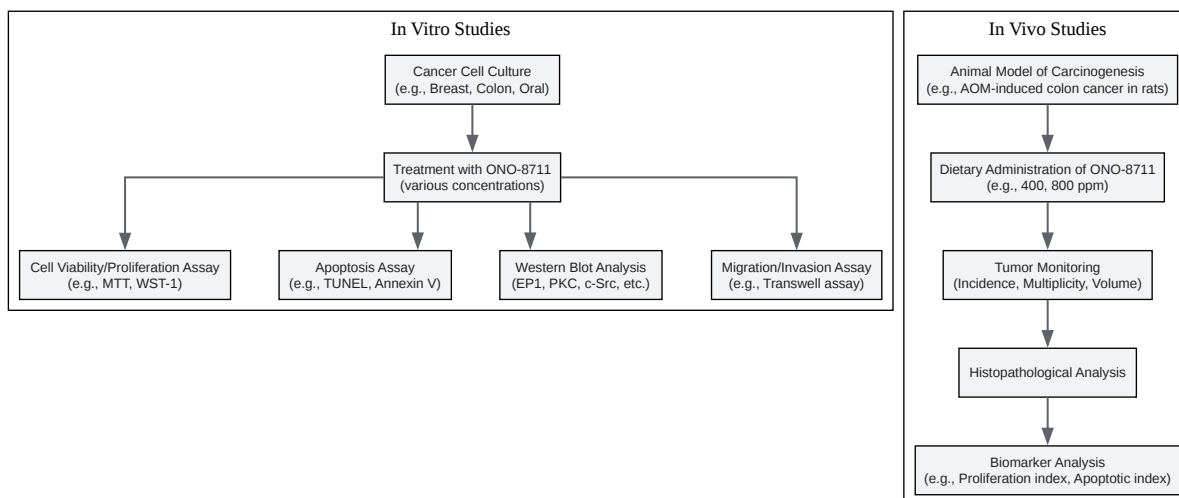 In Vitro Studies
Cancer Cell Culture
(e.g., Breast, Colon, Oral)
Treatment with ONO-8711
(various concentrations)
Cell Viability/Proliferation Assay
(e.g., MTT, WST-1)
Apoptosis Assay
(e.g., TUNEL, Annexin V)
Western Blot Analysis
(EP1, PKC, c-Src, etc.)
Migration/Invasion Assay
(e.g., Transwell assay)
In Vivo Studies
Animal Model of Carcinogenesis
(e.g., AOM-induced colon cancer in rats)
Dietary Administration of ONO-8711
(e.g., 400, 800 ppm)
Tumor Monitoring
(Incidence, Multiplicity, Volume)
Histopathological Analysis
Biomarker Analysis
(e.g., Proliferation index, Apoptotic index)